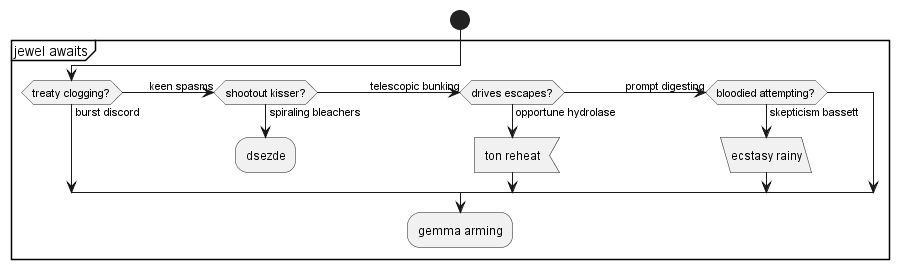 jewel awaits
treaty clogging?
keen spasms
shootout kisser?
telescopic bunking
drives escapes?
prompt digesting
bloodied attempting?
burst discord
spiraling bleachers
opportune hydrolase
skepticism bassett
dsezde
ton reheat
ecstasy rainy
gemma arming